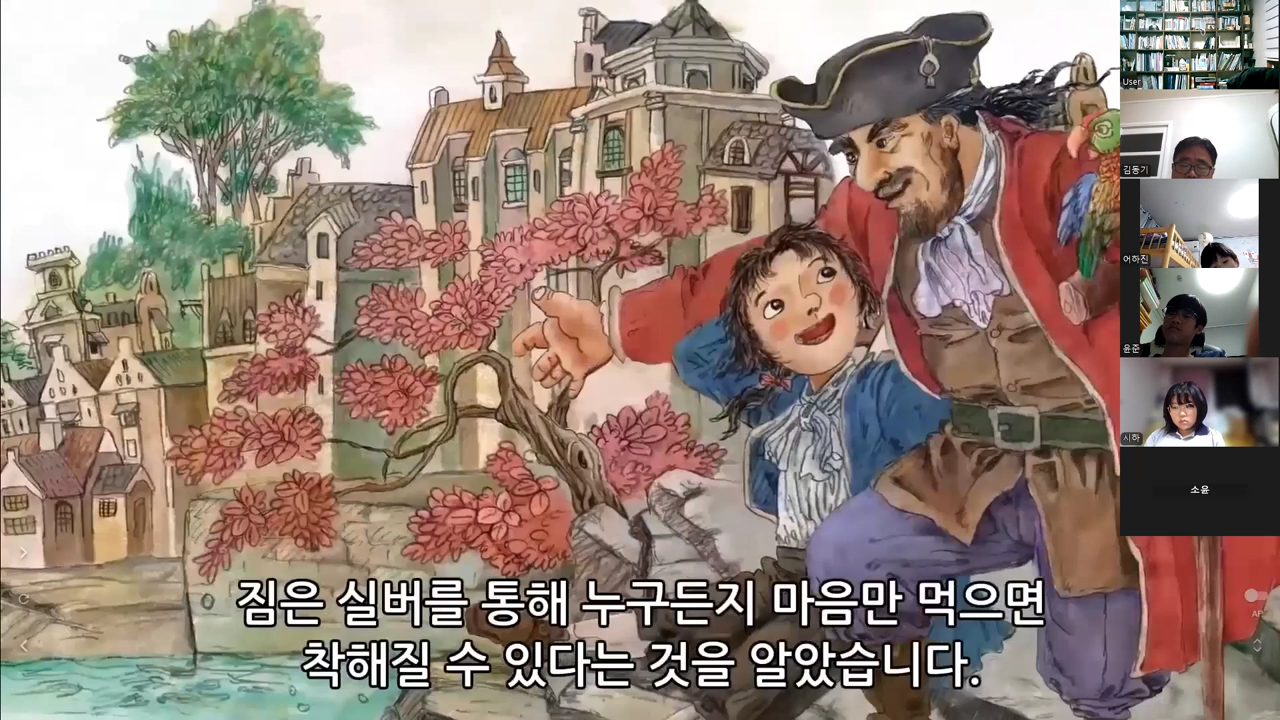 짐은 실버를 통해 누구든지 마음만 먹으면
착해질 수 있다는 것을 알았습니다.
User
김동기
어하진
윤준
시하
소윤